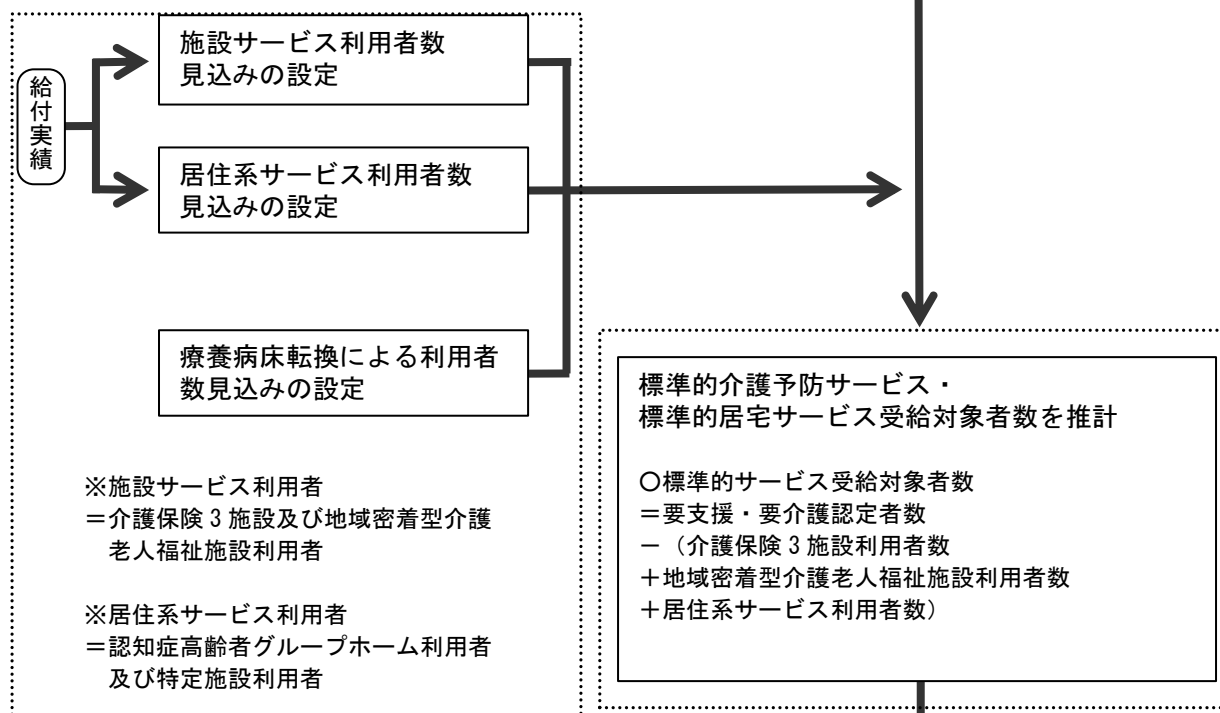 給付実績
施設サービス利用者数
見込みの設定
居住系サービス利用者数
見込みの設定
療養病床転換による利用者
数見込みの設定
※施設サービス利用者
＝介護保険３施設及び地域密着型介護
老人福祉施設利用者
※居住系サービス利用者
＝認知症高齢者グループホーム利用者
及び特定施設利用者
標準的介護予防サービス・
標準的居宅サービス受給対象者数を推計
○標準的サービス受給対象者数
＝要支援・要介護認定者数
－（介護保険３施設利用者数
＋地域密着型介護老人福祉施設利用者数
＋居住系サービス利用者数）